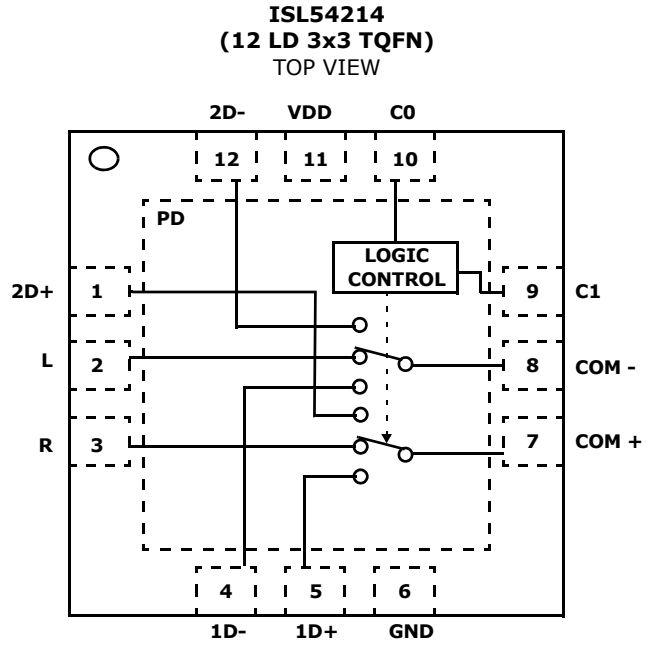 ISL54214
(12 LD 3x3 TQFN)
TOP VIEW
2D- VDD C0
12 11 10
PD
LOGIC
CONTROL
2D+ 1 9 C1
L 2 8 COM -
R 3 7 COM +
4 5 6
1D- 1D+ GND